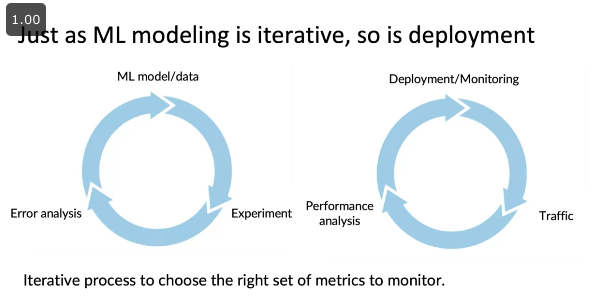 1.00
Just as ML modeling is iterative, so is deployment
ML model/data
Deployment/Monitoring
Error analysis
Experiment
Performance
analysis
Traffic
Iterative process to choose the right set of metrics to monitor.